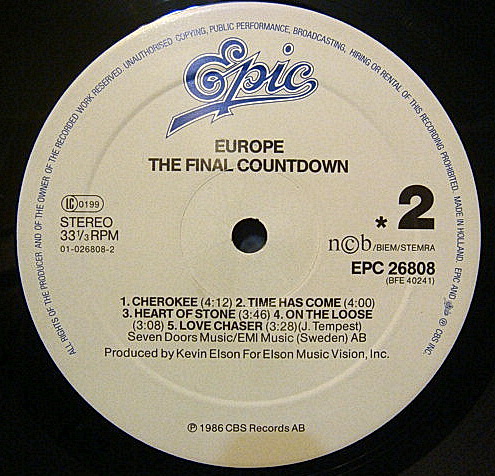 ALL RIGHTS OF THE PRODUCER AND OF THE OWNER OF THE RECORDED WORK RESERVED. UNAUTHORISED COPYING, PUBLIC PERFORMANCE, BROADCASTING, HIRING OR RENTAL OF THIS RECORDING PROHIBITED. MADE IN HOLLAND. EPIC AND ® CBS INC.
Epic
EUROPE
THE FINAL COUNTDOWN
LC 0199
STEREO
33 1/3 RPM
01-026808-2
* 2
n©b/BIEM/STEMRA
EPC 26808
(BFE 40241)
1. CHEROKEE (4:12) 2. TIME HAS COME (4:00)
3. HEART OF STONE (3:46) 4. ON THE LOOSE
(3:08) 5. LOVE CHASER (3:28)(J. Tempest)
Seven Doors Music/EMI Music (Sweden) AB
Produced by Kevin Elson For Elson Music Vision, Inc.
℗ 1986 CBS Records AB